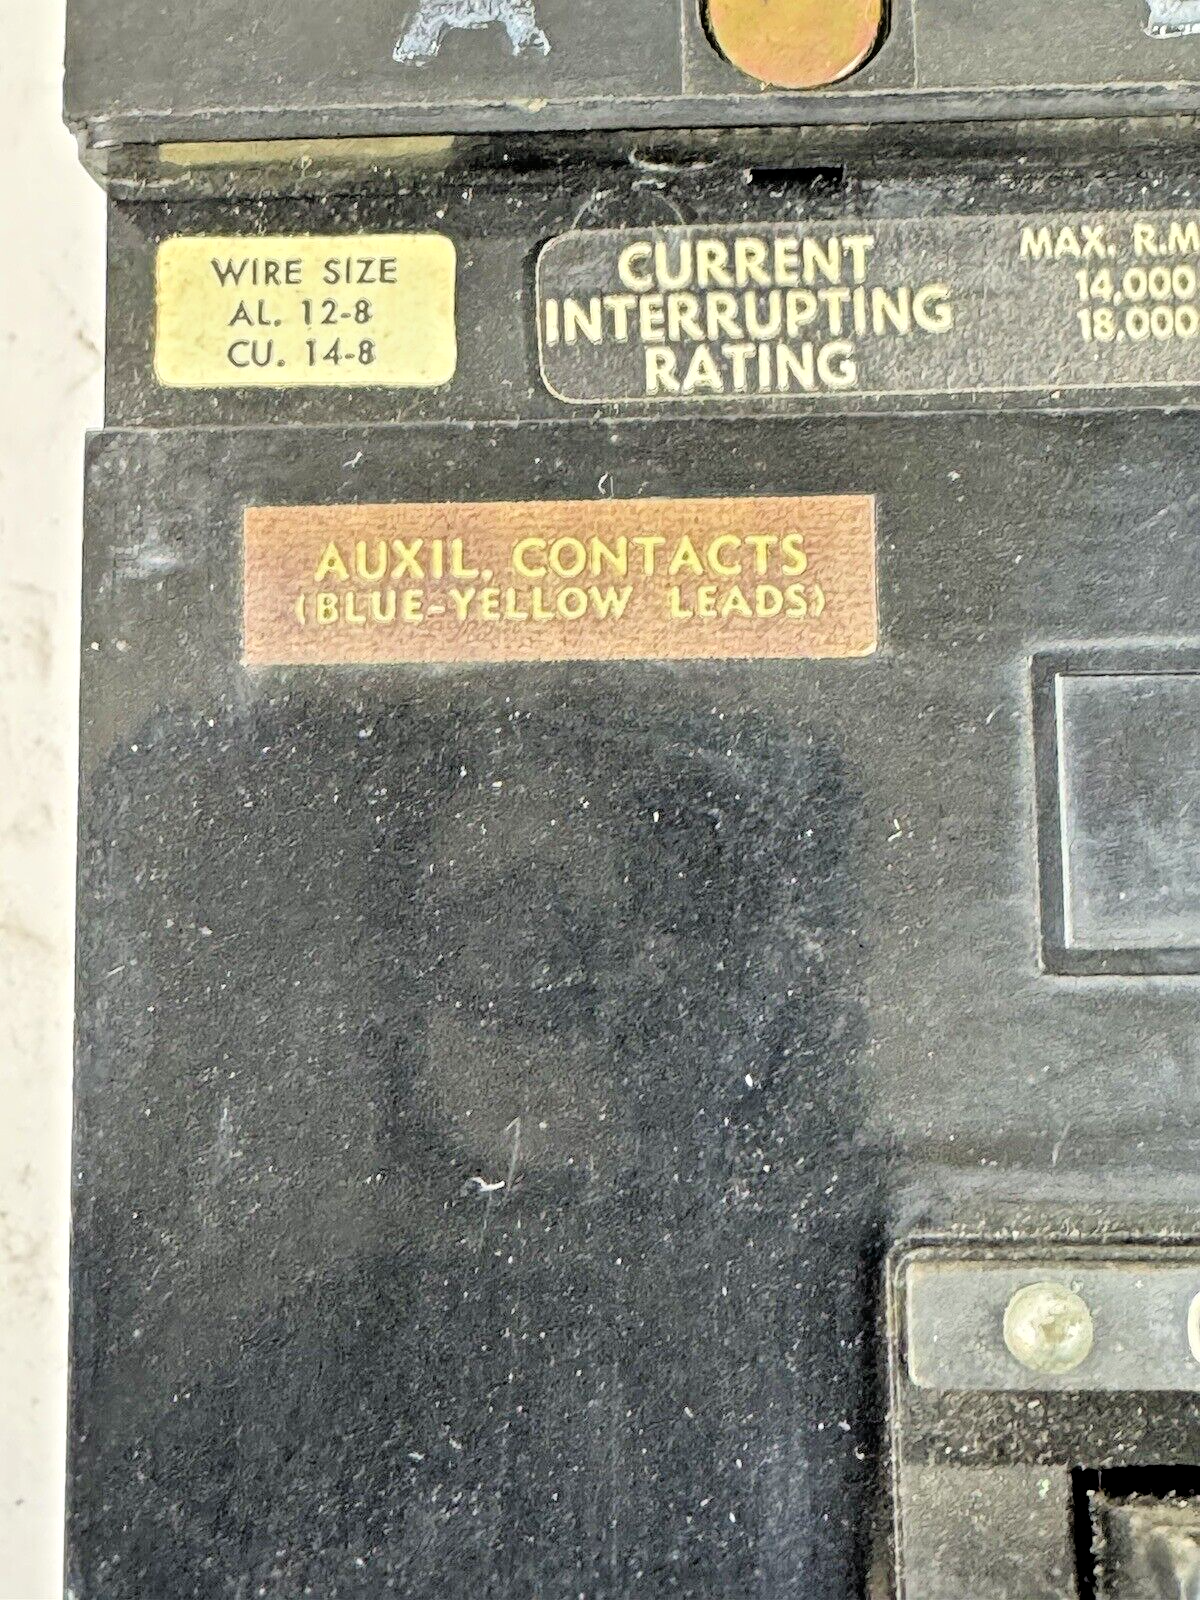 WIRE SIZE
AL. 12-8
CU. 14-8
CURRENT
INTERRUPTING
RATING
MAX. R.M
14,000
18,000
AUXIL. CONTACTS
(BLUE-YELLOW LEADS)